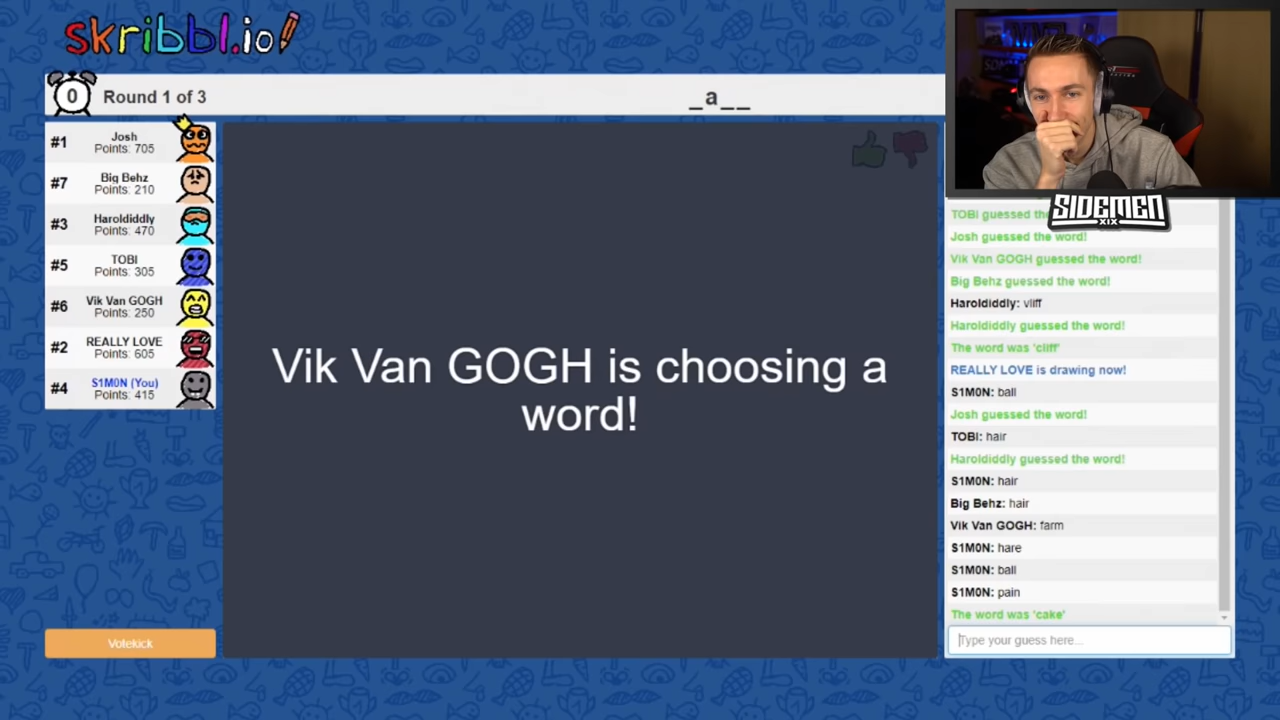 skribbl.io
0
Round 1 of 3
_a__
#1
Josh
Points: 705
#7
Big Behz
Points: 210
#3
Haroldiddly
Points: 470
#5
TOBI
Points: 305
#6
Vik Van GOGH
Points: 250
#2
REALLY LOVE
Points: 605
#4
S1M0N (You)
Points: 415
Votekick
Vik Van GOGH is choosing a
word!
SIDEMEN
XIX
TOBI guessed the
Josh guessed the word!
Vik Van GOGH guessed the word!
Big Behz guessed the word!
Haroldiddly: vliff
Haroldiddly guessed the word!
The word was 'cliff'
REALLY LOVE is drawing now!
S1M0N: ball
Josh guessed the word!
TOBI: hair
Haroldiddly guessed the word!
S1M0N: hair
Big Behz: hair
Vik Van GOGH: farm
S1M0N: hare
S1M0N: ball
S1M0N: pain
The word was 'cake'
Type your guess here...